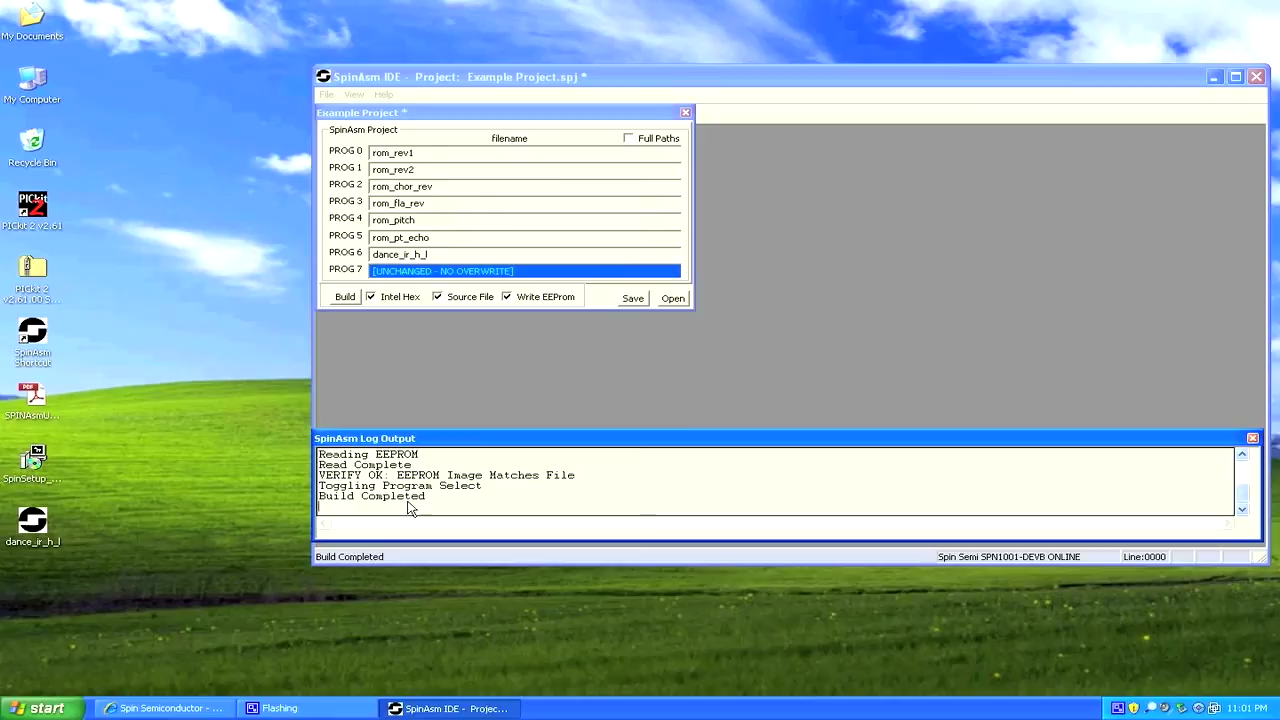 My Documents
My Computer
Recycle Bin
PICkit 2
PICkit 2 v2.61
PICkit 2
v2.61.00 S...
SpinAsm
Shortcut
PDF
SPINAsmU...
SpinSetup_...
dance_ir_h_l
SpinAsm IDE - Project: Example Project.spj *
File View Help
Example Project *
SpinAsm Project
filename
Full Paths
PROG 0 rom_rev1
PROG 1 rom_rev2
PROG 2 rom_chor_rev
PROG 3 rom_fla_rev
PROG 4 rom_pitch
PROG 5 rom_pt_echo
PROG 6 dance_ir_h_l
PROG 7 [UNCHANGED - NO OVERWRITE]
Build Intel Hex Source File Write EEProm Save Open
SpinAsm Log Output
Reading EEPROM
Read Complete
VERIFY OK: EEPROM Image Matches File
Toggling Program Select
Build Completed
Build Completed Spin Semi SPN1001-DEVB ONLINE Line:0000
start Spin Semiconductor - ... Flashing SpinAsm IDE - Projec... 11:01 PM